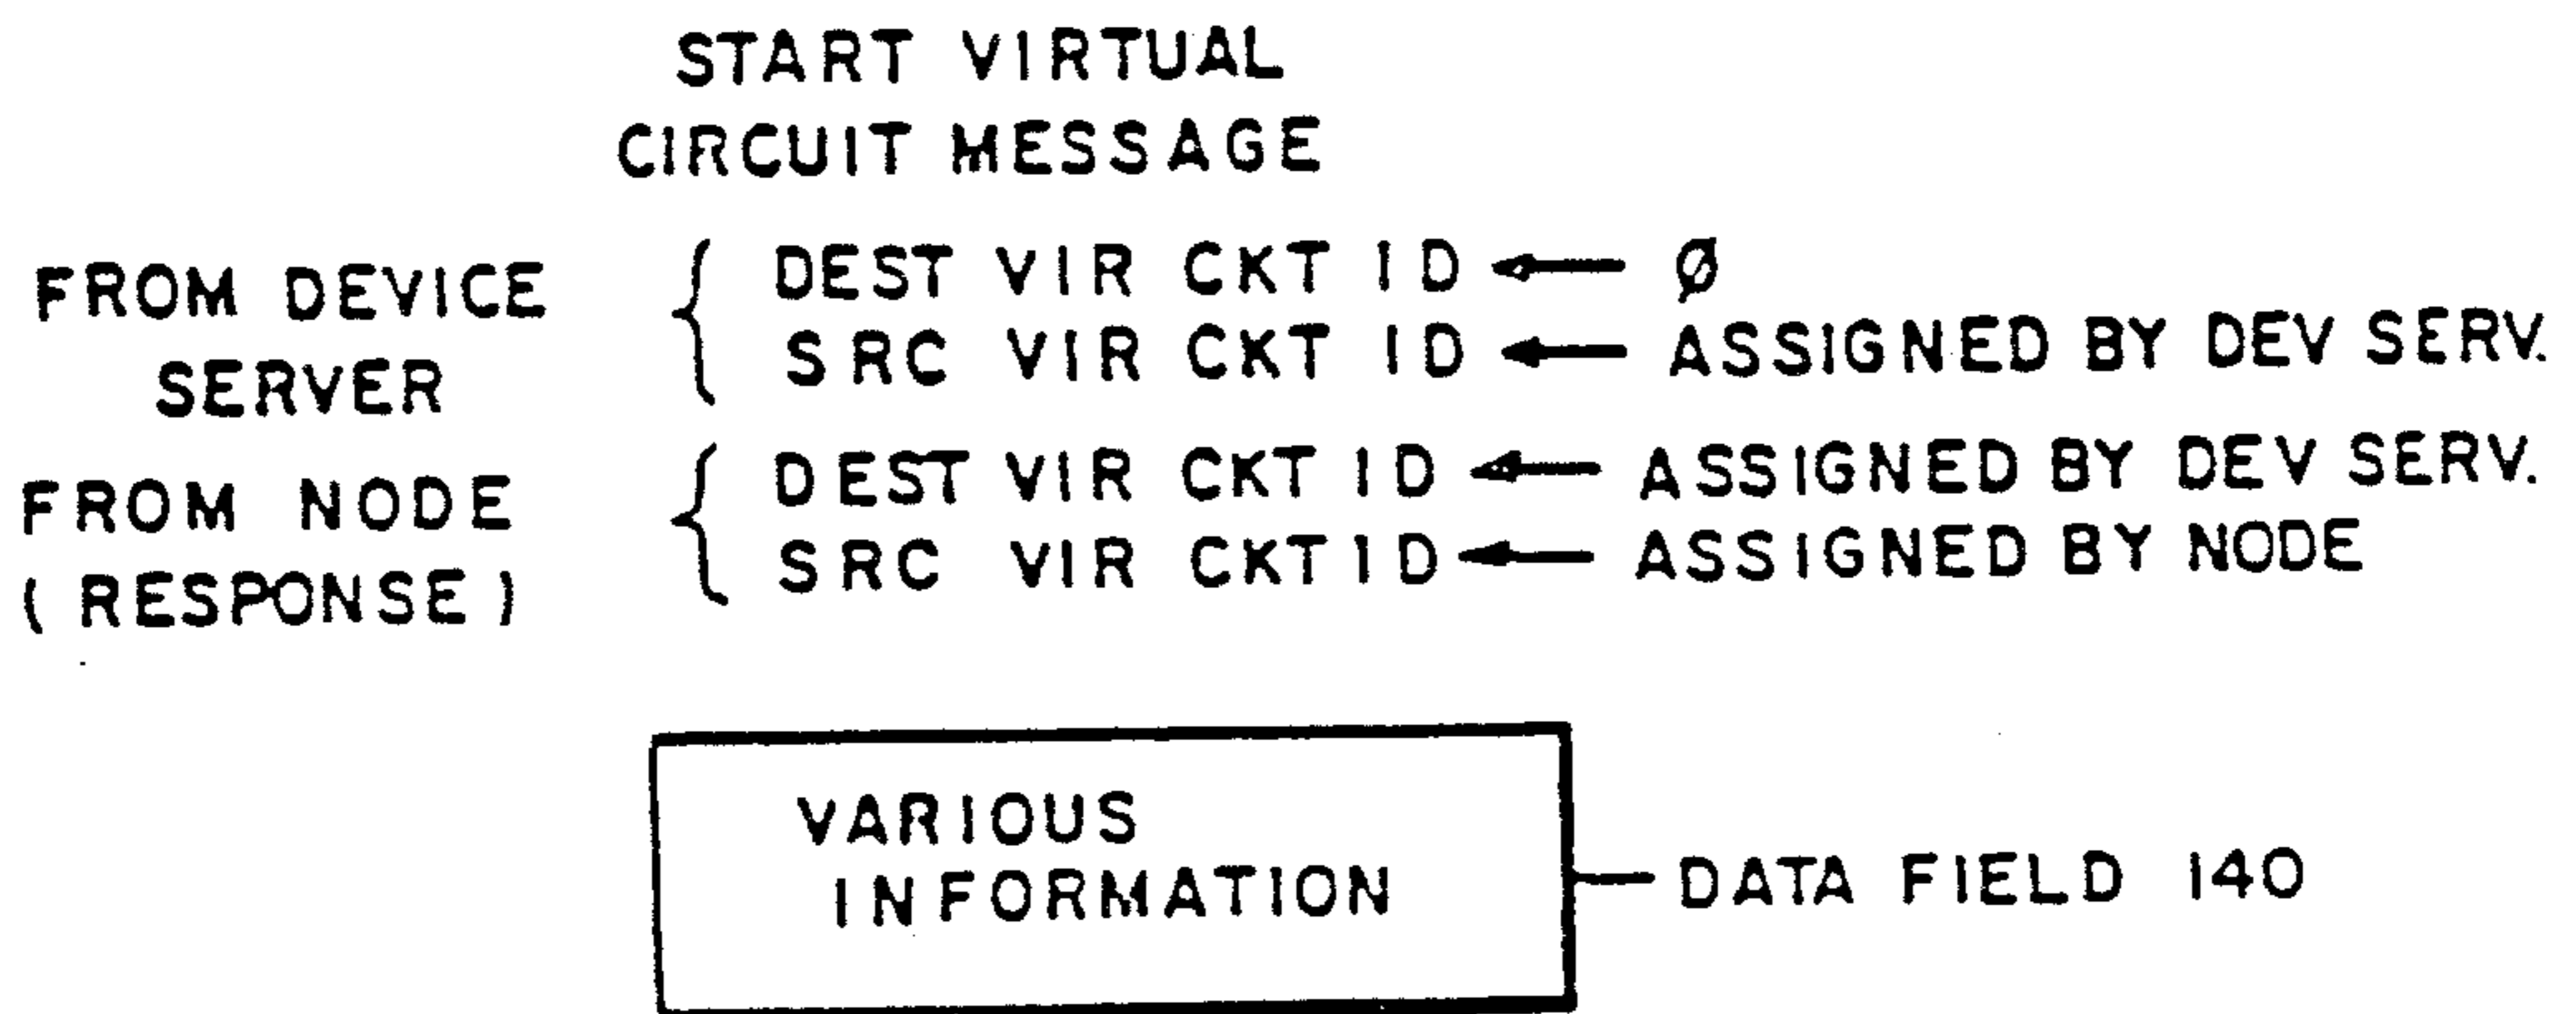 START VIRTUAL
CIRCUIT MESSAGE
FROM DEVICE
SERVER
DEST VIR CKT ID ← Ø
SRC VIR CKT ID ← ASSIGNED BY DEV SERV.
FROM NODE
(RESPONSE)
DEST VIR CKT ID ← ASSIGNED BY DEV SERV.
SRC VIR CKT ID ← ASSIGNED BY NODE
VARIOUS
INFORMATION
DATA FIELD 140